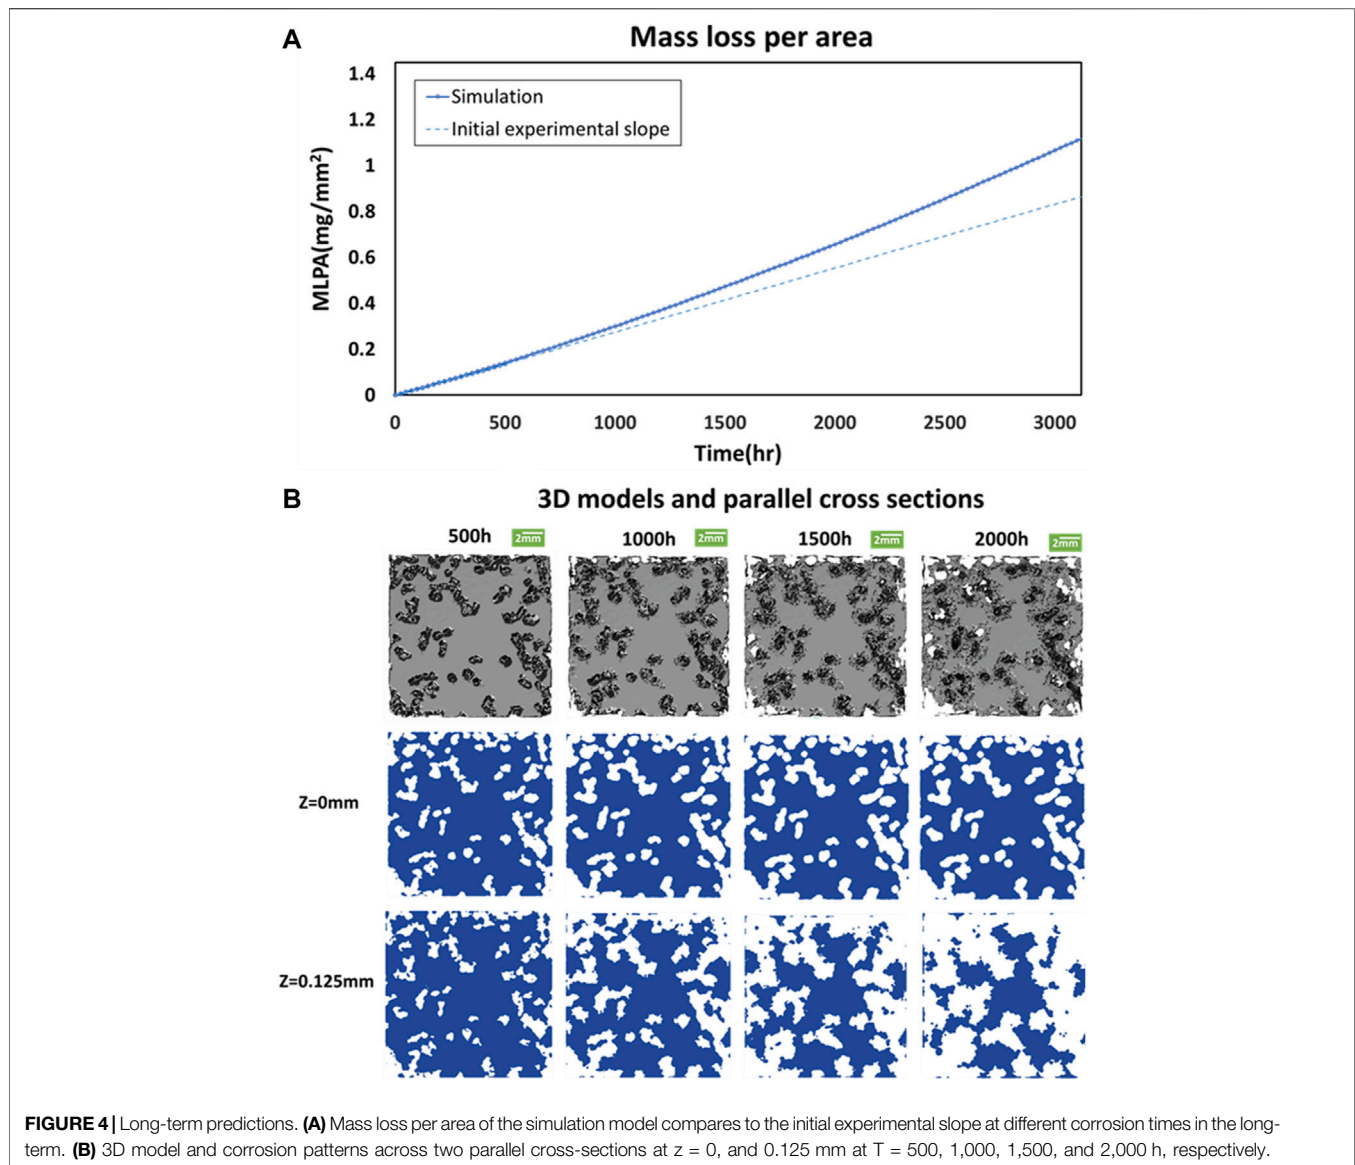 A
Mass loss per area
1.4
1.2
1
0.8
0.6
0.4
0.2
0
MLPA(mg/mm²)
Simulation
Initial experimental slope
0 500 1000 1500 2000 2500 3000
Time(hr)
B
3D models and parallel cross sections
500h 2mm 1000h 2mm 1500h 2mm 2000h 2mm
Z=0mm
Z=0.125mm
FIGURE 4 | Long-term predictions. (A) Mass loss per area of the simulation model compares to the initial experimental slope at different corrosion times in the long-
term. (B) 3D model and corrosion patterns across two parallel cross-sections at z = 0, and 0.125 mm at T = 500, 1,000, 1,500, and 2,000 h, respectively.